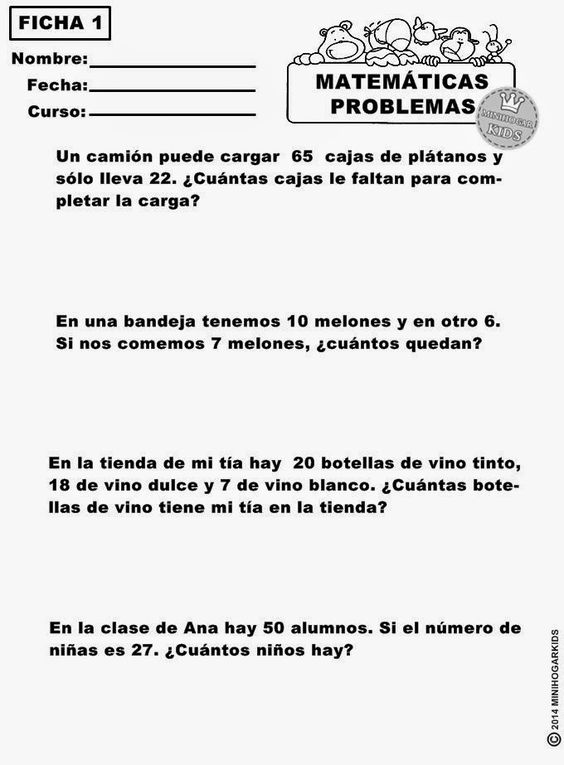 FICHA 1
Nombre:
Fecha:
Curso:
MATEMÁTICAS
PROBLEMAS
MINIHOGAR
KIDS
Un camión puede cargar 65 cajas de plátanos y
sólo lleva 22. ¿Cuántas cajas le faltan para com-
pletar la carga?
En una bandeja tenemos 10 melones y en otro 6.
Si nos comemos 7 melones, ¿cuántos quedan?
En la tienda de mi tía hay 20 botellas de vino tinto,
18 de vino dulce y 7 de vino blanco. ¿Cuántas bote-
llas de vino tiene mi tía en la tienda?
En la clase de Ana hay 50 alumnos. Si el número de
niñas es 27. ¿Cuántos niños hay?
© 2014 MINIHOGARKIDS